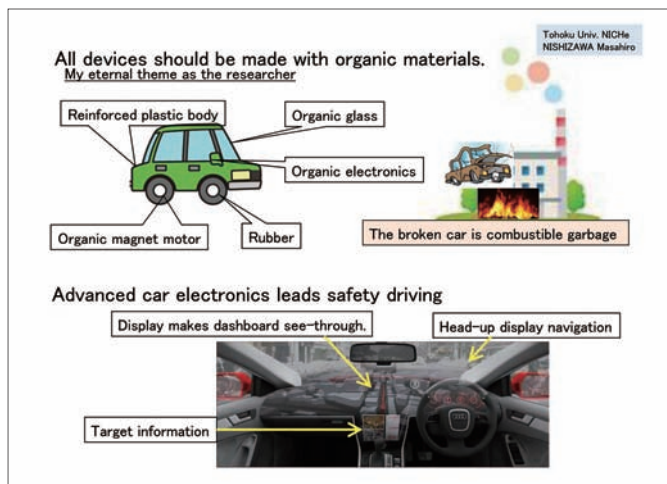 Tohoku Univ. NICHe
NISHIZAWA Masahiro
All devices should be made with organic materials.
My eternal theme as the researcher
Reinforced plastic body
Organic glass
Organic electronics
Organic magnet motor
Rubber
The broken car is combustible garbage
Advanced car electronics leads safety driving
Display makes dashboard see-through.
Head-up display navigation
Target information